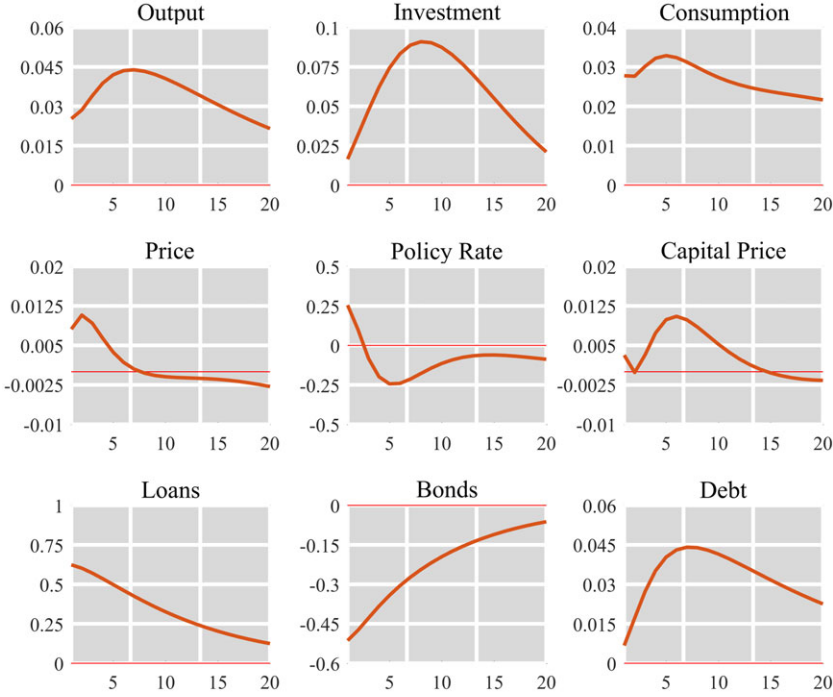 Output
0.06
0.045
0.03
0.015
0
5 10 15 20
Investment
0.1
0.075
0.05
0.025
0
5 10 15 20
Consumption
0.04
0.03
0.02
0.01
0
5 10 15 20
Price
0.02
0.0125
0.005
-0.0025
-0.01
5 10 15 20
Policy Rate
0.5
0.25
0
-0.25
-0.5
5 10 15 20
Capital Price
0.02
0.0125
0.005
-0.0025
-0.01
5 10 15 20
Loans
1
0.75
0.5
0.25
0
5 10 15 20
Bonds
0
-0.15
-0.3
-0.45
-0.6
5 10 15 20
Debt
0.06
0.045
0.03
0.015
0
5 10 15 20